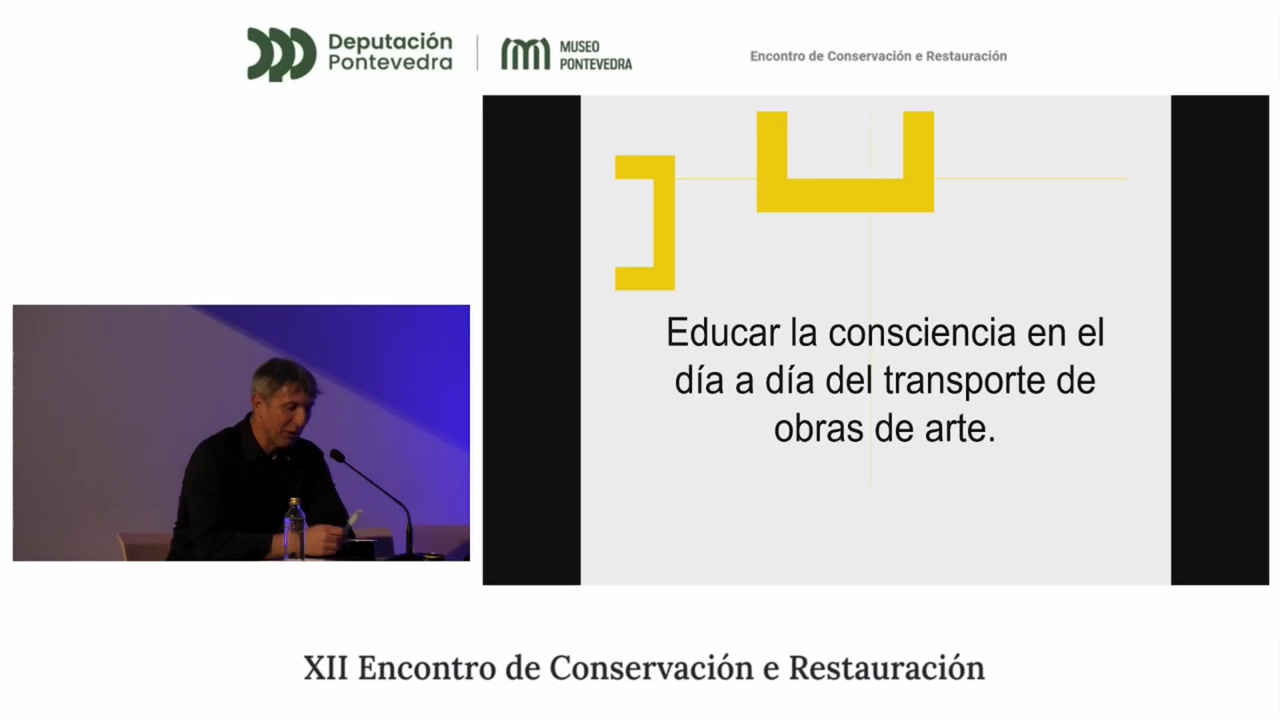 Deputación
Pontevedra
MUSEO
PONTEVEDRA
Encontro de Conservación e Restauración
Educar la consciencia en el
día a día del transporte de
obras de arte.
XII Encontro de Conservación e Restauración